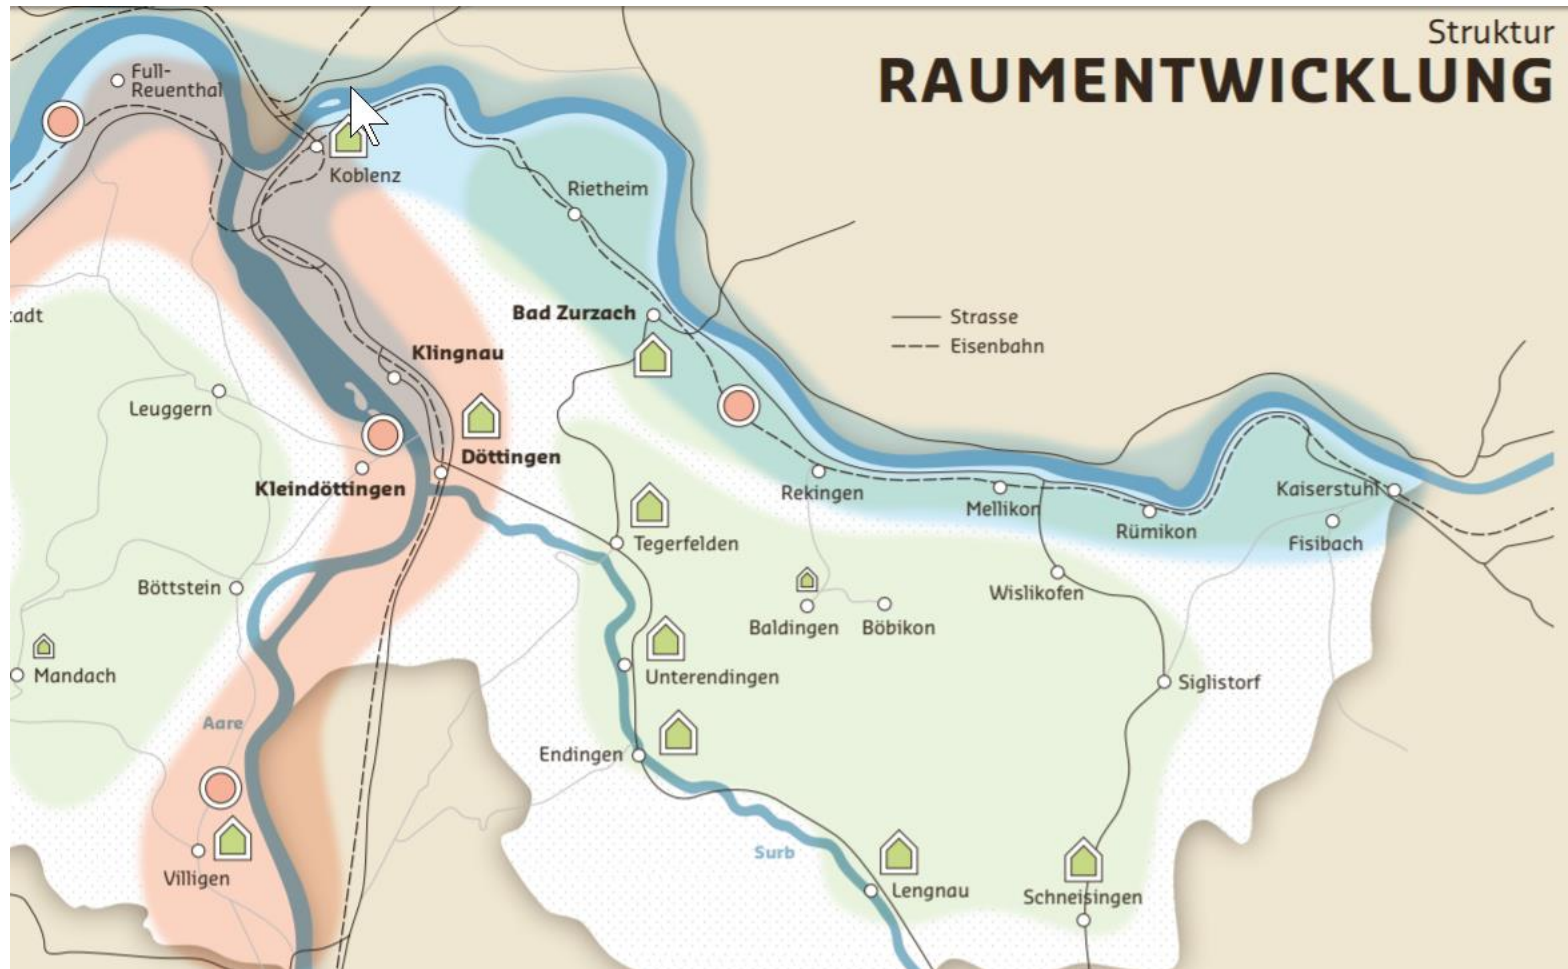 Struktur
RAUMENTWICKLUNG
Full-
Reuenthal
Koblenz
Rietheim
Bad Zurzach
Strasse
Eisenbahn
adt
Klingnau
Leuggern
Döttingen
Kleindöttingen
Rekingen
Mellikon
Kaiserstuhl
Rümikon
Fisibach
Tegerfelden
Böttstein
Wislikofen
Baldingen
Böbikon
Mandach
Unterendingen
Siglistorf
Aare
Endingen
Surb
Villigen
Lengnau
Schneisingen